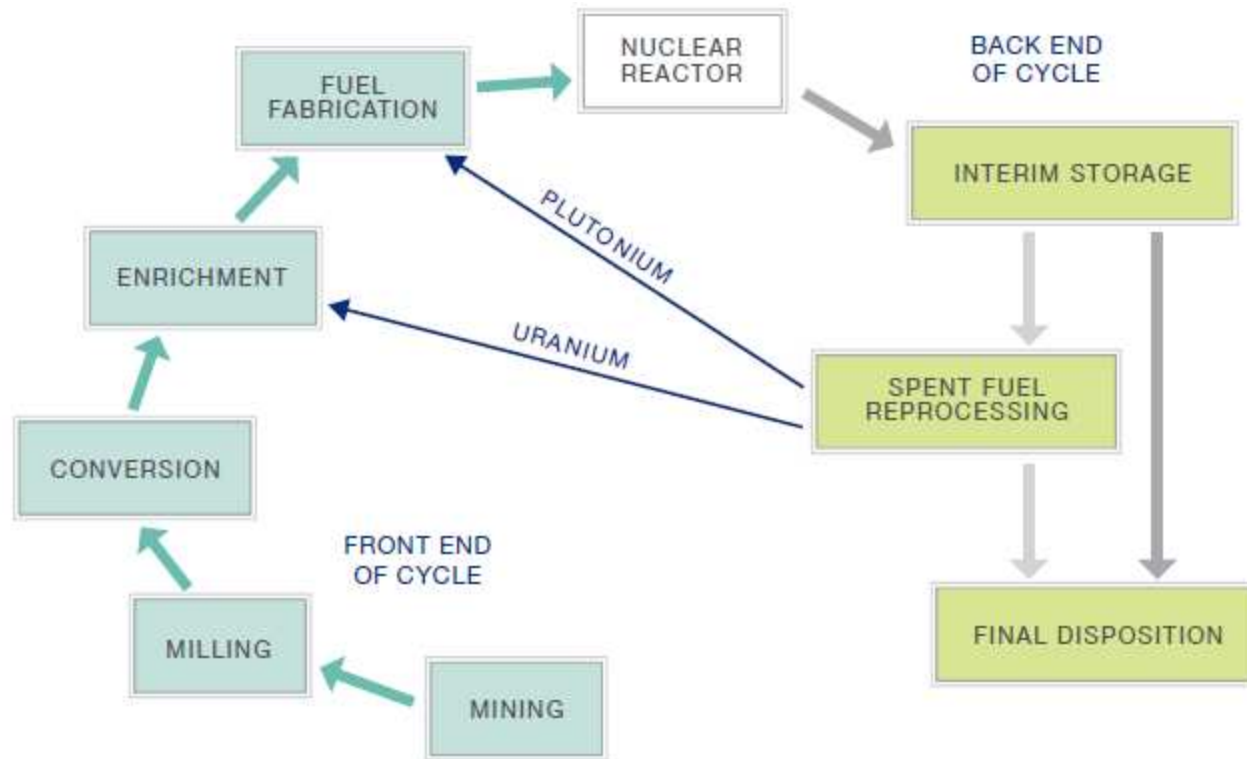 NUCLEAR
REACTOR
BACK END
OF CYCLE
FUEL
FABRICATION
INTERIM STORAGE
PLUTONIUM
ENRICHMENT
URANIUM
SPENT FUEL
REPROCESSING
CONVERSION
FRONT END
OF CYCLE
MILLING
FINAL DISPOSITION
MINING